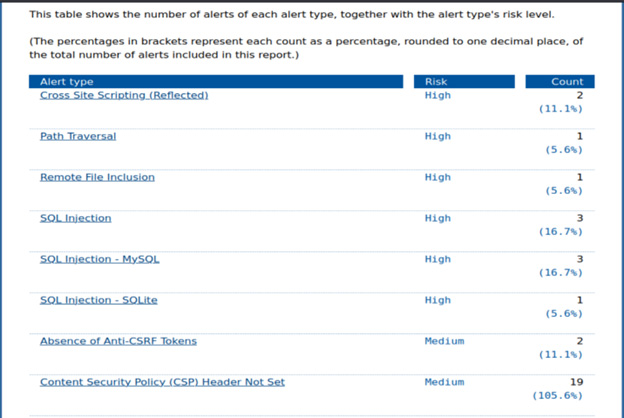 This table shows the number of alerts of each alert type, together with the alert type's risk level.
(The percentages in brackets represent each count as a percentage, rounded to one decimal place, of
the total number of alerts included in this report.)
Alert type Risk Count
Cross Site Scripting (Reflected) High 2
(11.1%)
Path Traversal High 1
(5.6%)
Remote File Inclusion High 1
(5.6%)
SQL Injection High 3
(16.7%)
SQL Injection - MySQL High 3
(16.7%)
SQL Injection - SQLite High 1
(5.6%)
Absence of Anti-CSRF Tokens Medium 2
(11.1%)
Content Security Policy (CSP) Header Not Set Medium 19
(105.6%)